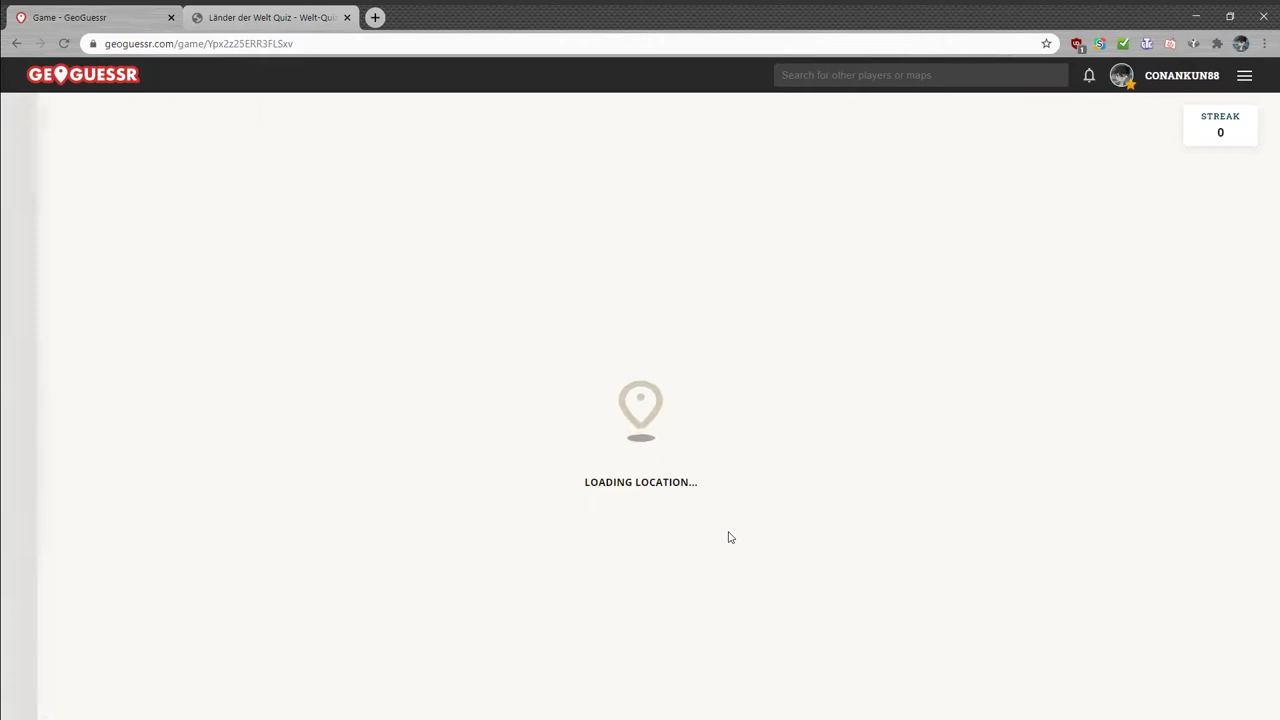 Game - GeoGuessr
Länder der Welt Quiz - Welt-Qui
geoguessr.com/game/Ypx2z25ERR3FLSxv
GEOGUESSR
Search for other players or maps
CONANKUN88
STREAK
0
LOADING LOCATION...